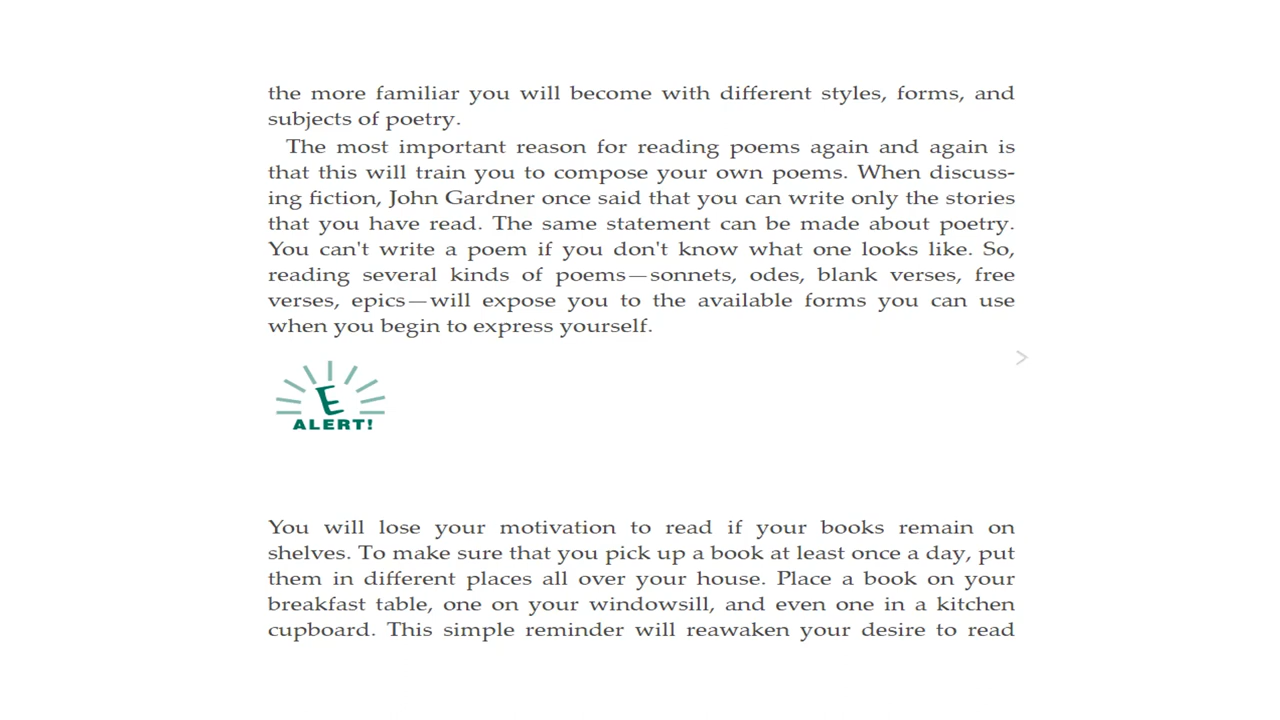 the more familiar you will become with different styles, forms, and
subjects of poetry.
The most important reason for reading poems again and again is
that this will train you to compose your own poems. When discuss-
ing fiction, John Gardner once said that you can write only the stories
that you have read. The same statement can be made about poetry.
You can't write a poem if you don't know what one looks like. So,
reading several kinds of poems—sonnets, odes, blank verses, free
verses, epics—will expose you to the available forms you can use
when you begin to express yourself.
E
ALERT!
You will lose your motivation to read if your books remain on
shelves. To make sure that you pick up a book at least once a day, put
them in different places all over your house. Place a book on your
breakfast table, one on your windowsill, and even one in a kitchen
cupboard. This simple reminder will reawaken your desire to read